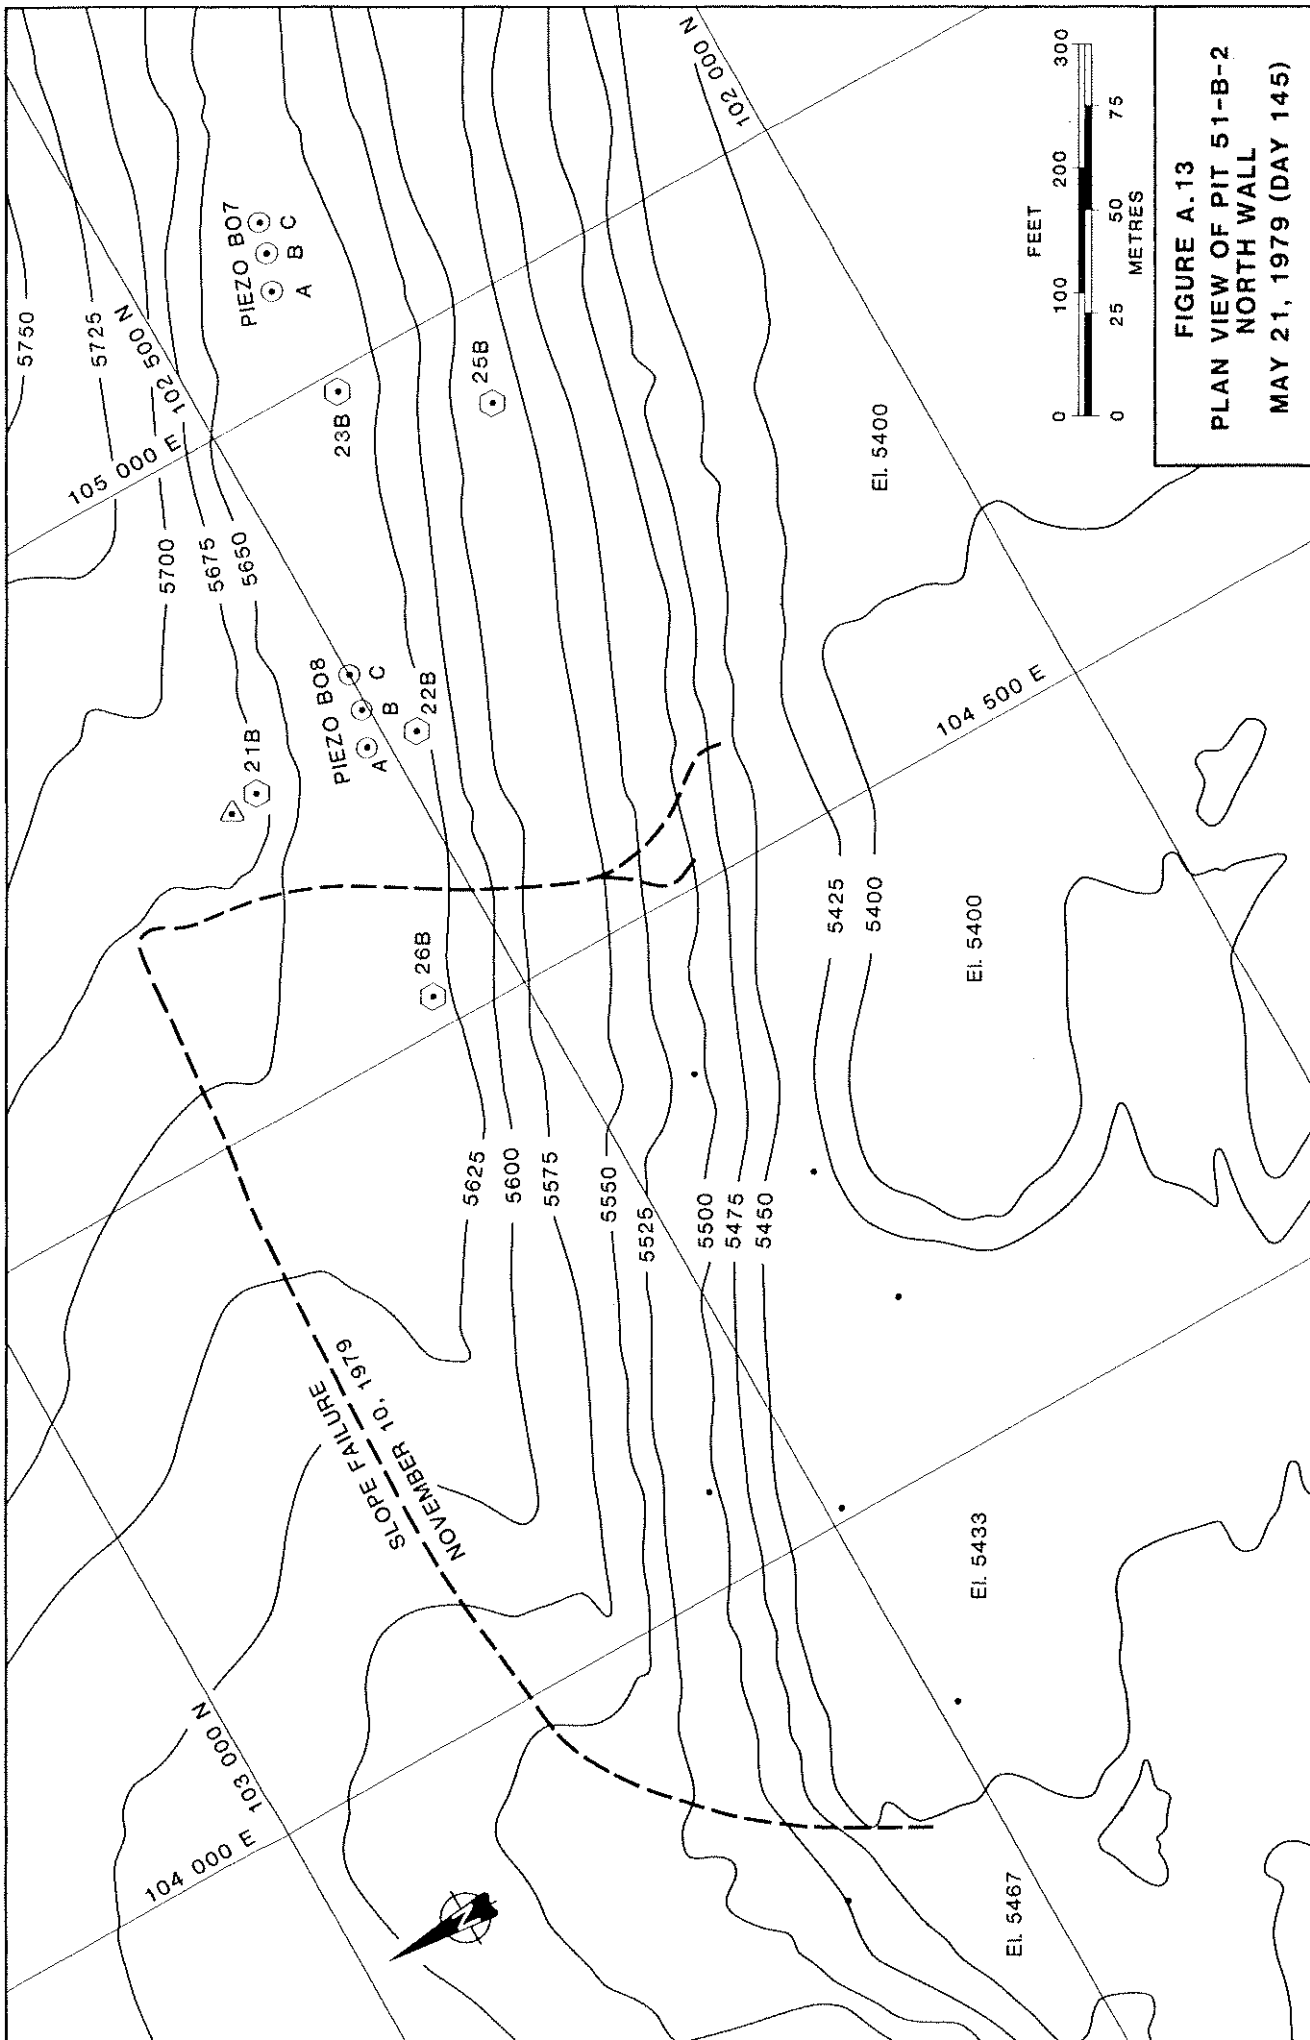 5750
5725
102 500 N
105 000 E
5700
5675
5650
PIEZO BO7
A
B
C
23B
25B
PIEZO BO8
A
B
C
22B
21B
26B
102 000 N
104 500 E
5425
5400
El. 5400
El. 5400
5625
5600
5575
5550
5525
5500
5475
5450
SLOPE FAILURE
NOVEMBER 10, 1979
103 000 N
104 000 E
N
El. 5433
El. 5467
FEET
0 100 200 300
0 25 50 75
METRES
FIGURE A.13
PLAN VIEW OF PIT 51-B-2
NORTH WALL
MAY 21, 1979 (DAY 145)